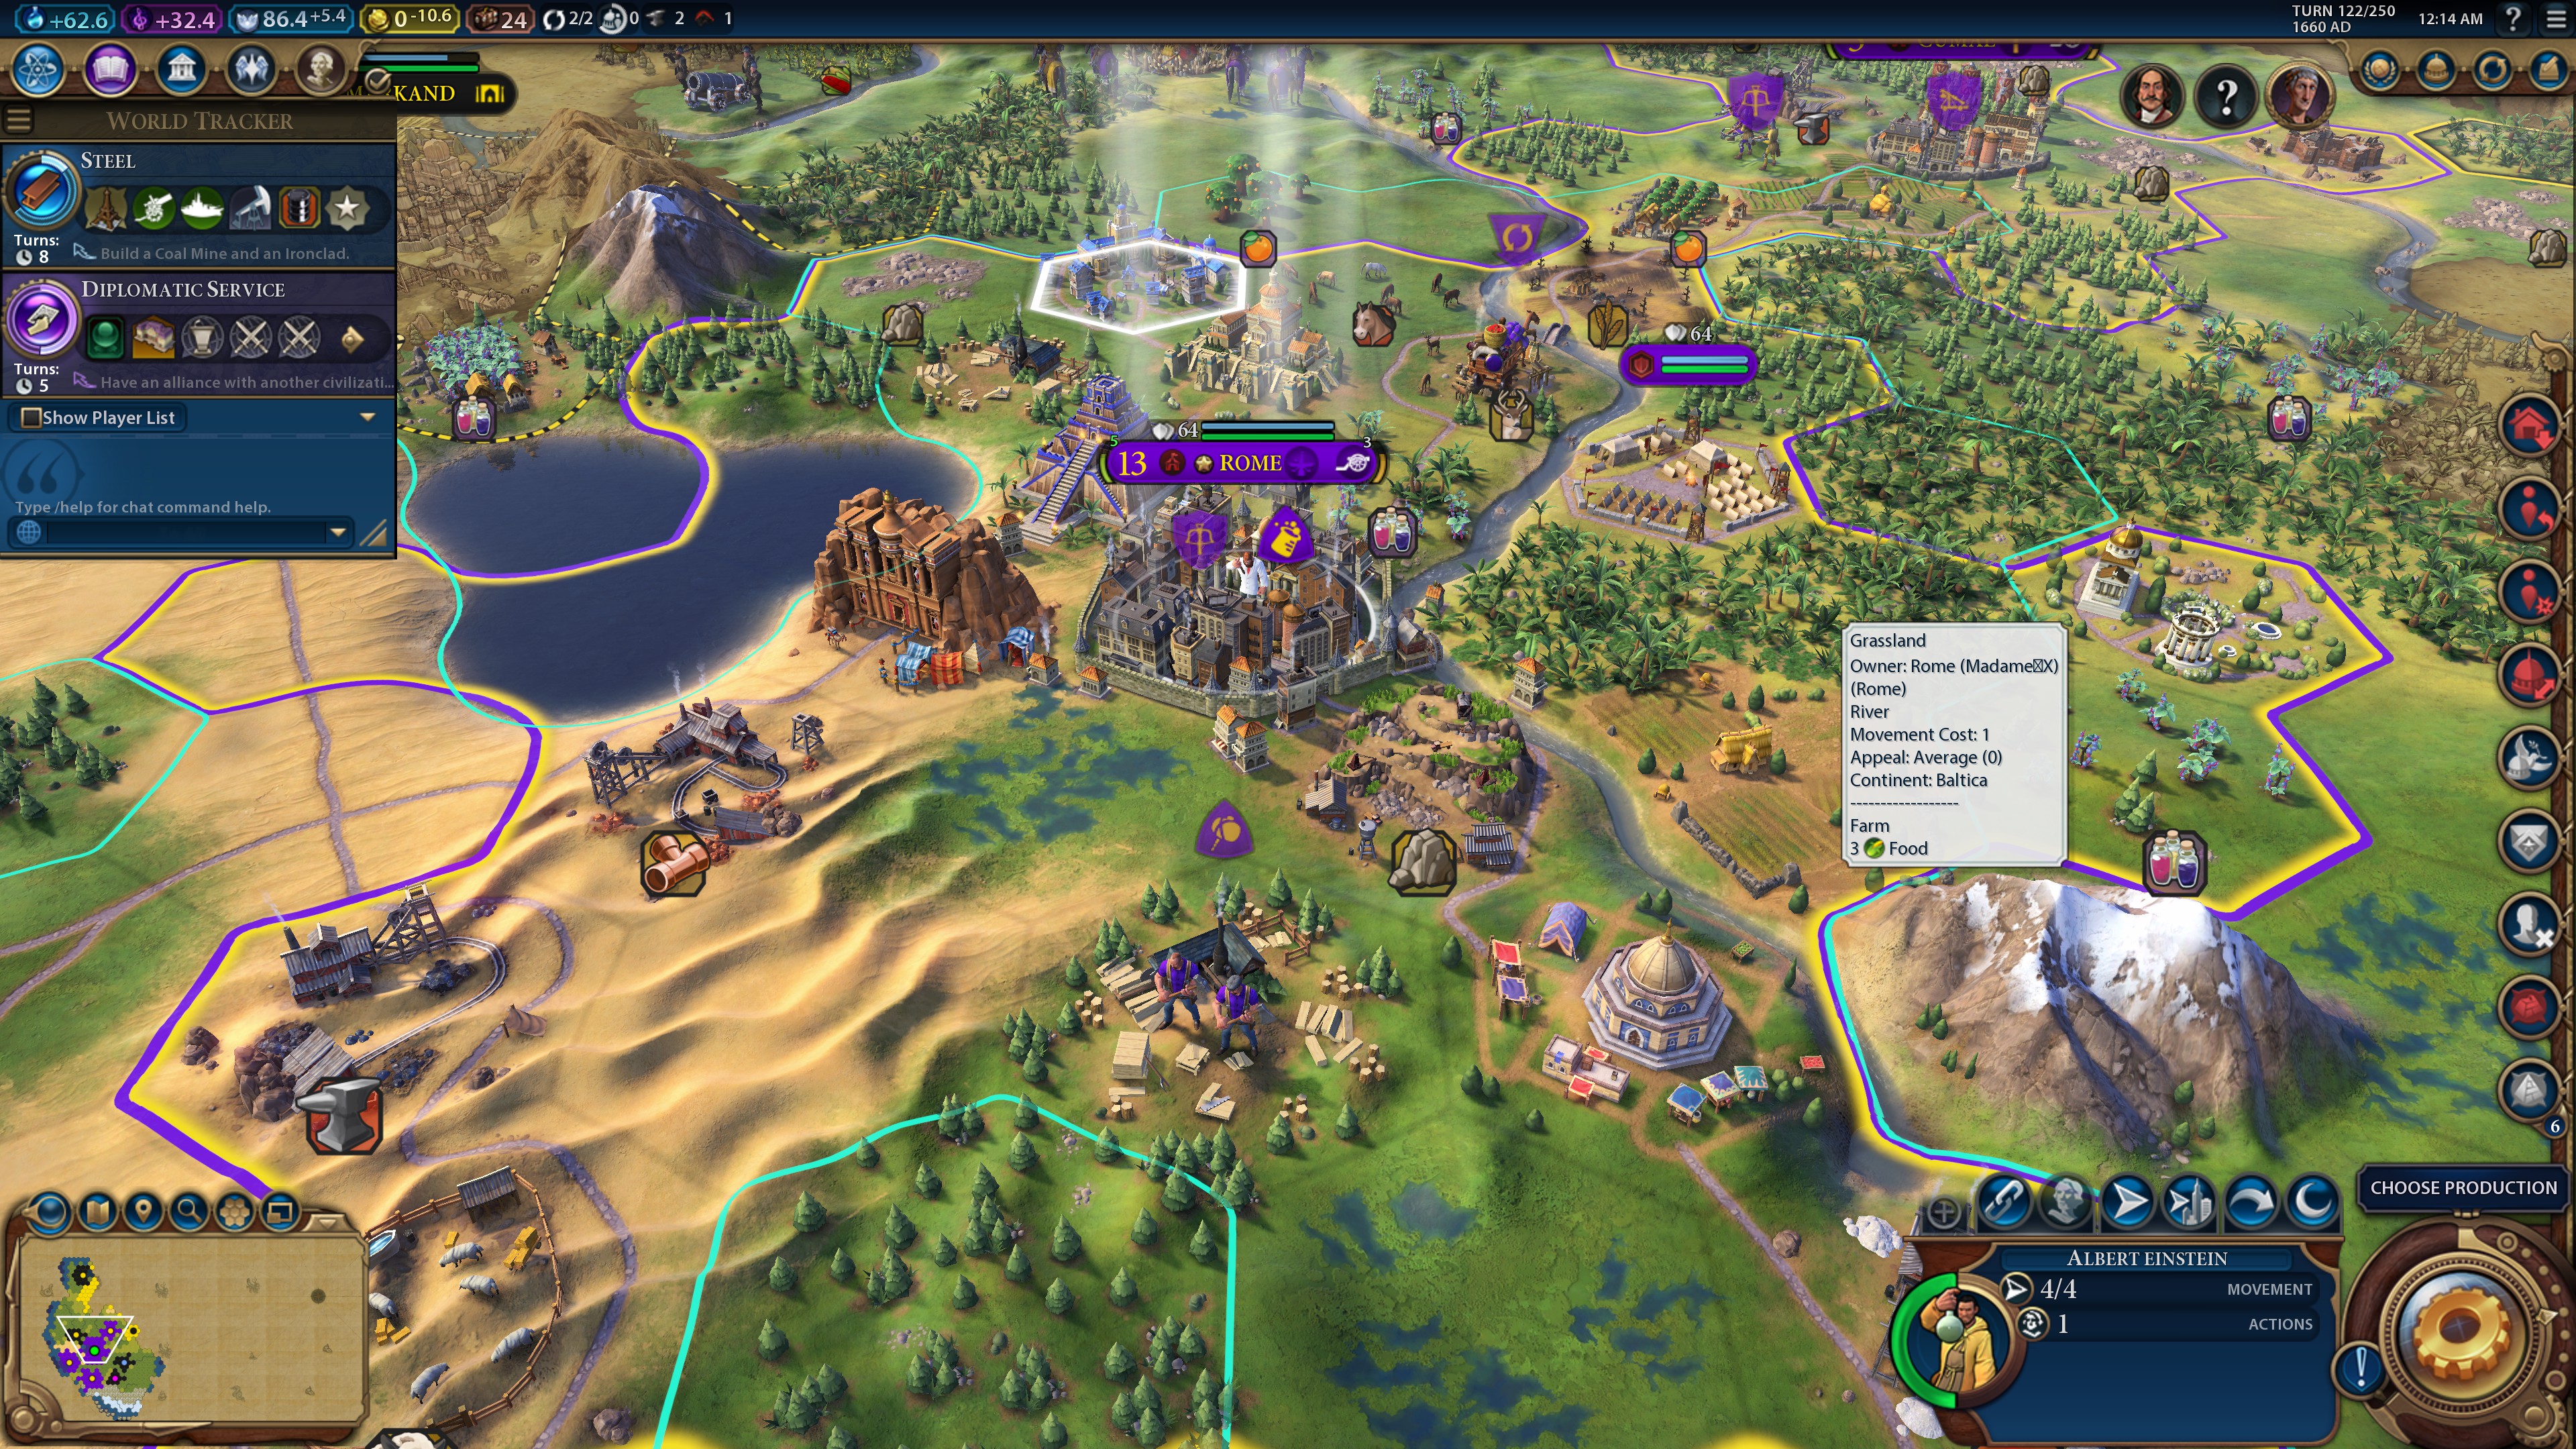 +62.6 +32.4 86.4 +5.4 0 -10.6 24 2/2 0 2 1
TURN 122/250
1660 AD
12:14 AM
?
KAND
WORLD TRACKER
STEEL
Turns:
8
Build a Coal Mine and an Ironclad.
DIPLOMATIC SERVICE
Turns:
5
Have an alliance with another civilizati...
Show Player List
Type /help for chat command help.
?
64
64
5
3
13 ROME
Grassland
Owner: Rome (Madame X)
(Rome)
River
Movement Cost: 1
Appeal: Average (0)
Continent: Baltica
------------------
Farm
3 Food
6
CHOOSE PRODUCTION
ALBERT EINSTEIN
4/4 MOVEMENT
1 ACTIONS